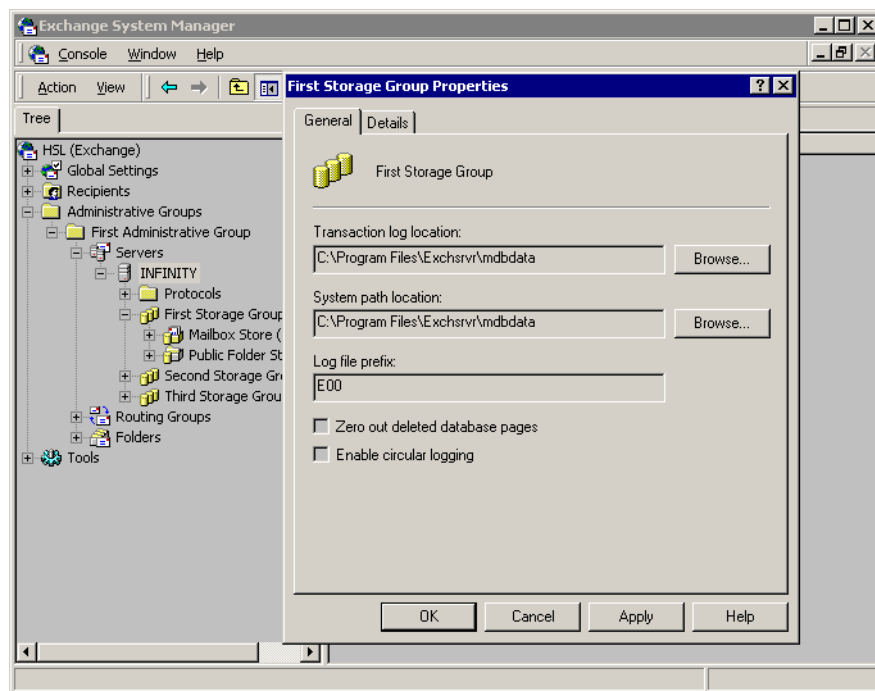 Exchange System Manager
Console Window Help
Action View
Tree
HSL (Exchange)
Global Settings
Recipients
Administrative Groups
First Administrative Group
Servers
INFINITY
Protocols
First Storage Group
Mailbox Store (
Public Folder St
Second Storage Gr
Third Storage Grou
Routing Groups
Folders
Tools
First Storage Group Properties
General Details
First Storage Group
Transaction log location:
C:\Program Files\Exchsrvr\mdbdata Browse...
System path location:
C:\Program Files\Exchsrvr\mdbdata Browse...
Log file prefix:
E00
Zero out deleted database pages
Enable circular logging
OK Cancel Apply Help